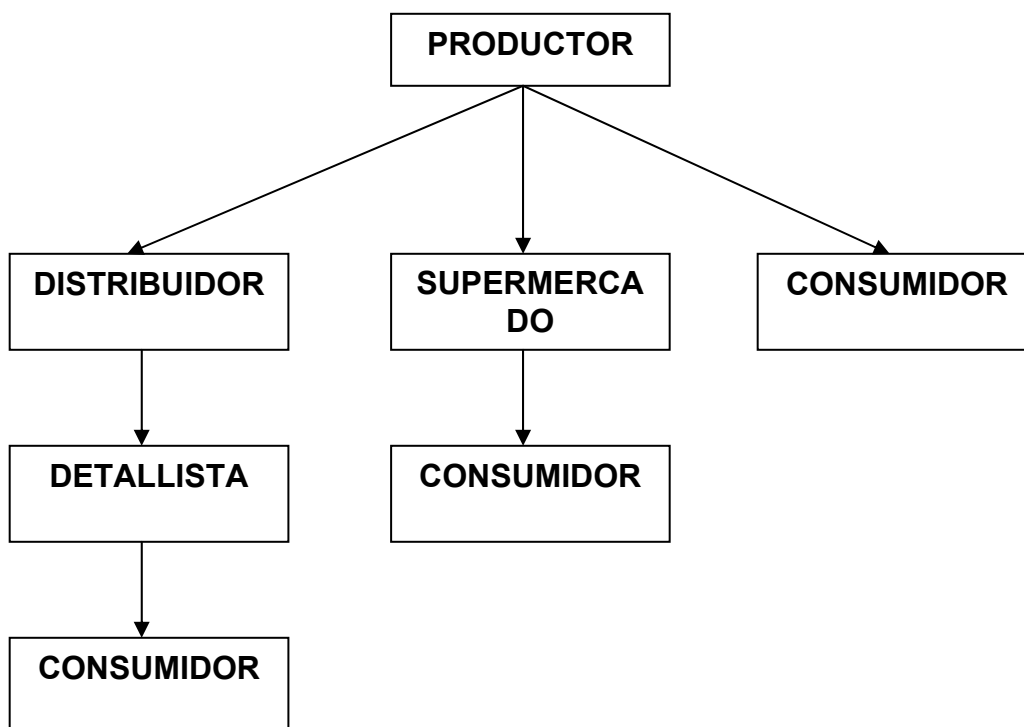 PRODUCTOR
DISTRIBUIDOR
SUPERMERCA
DO
CONSUMIDOR
DETALLISTA
CONSUMIDOR
CONSUMIDOR